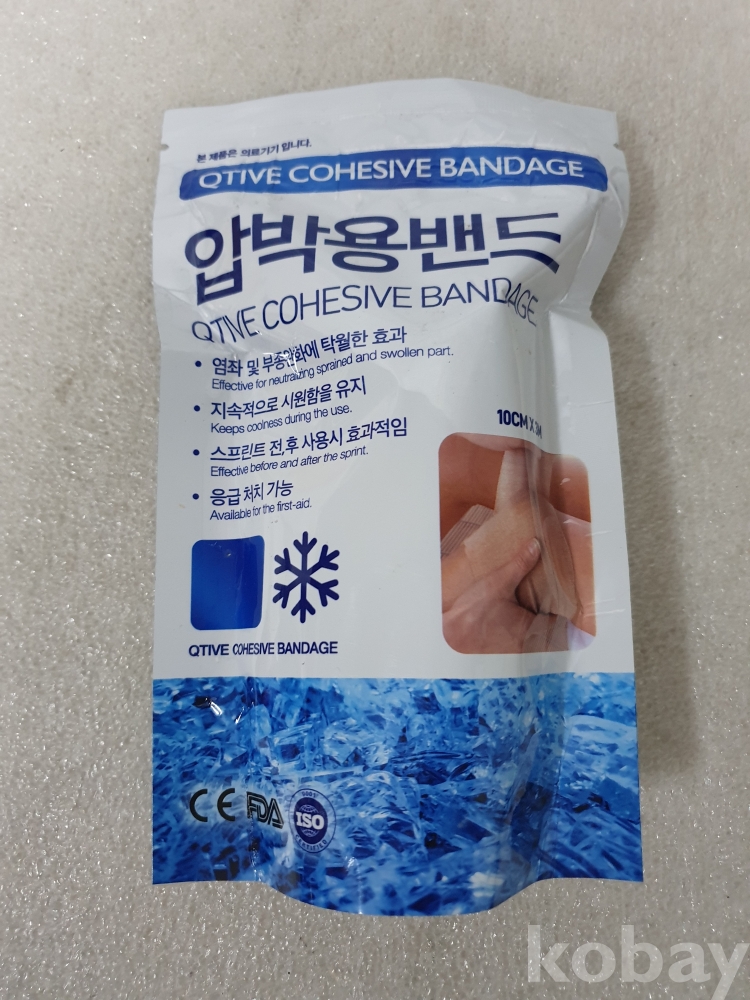 본 제품은 의료기기 입니다.
QTIVE COHESIVE BANDAGE
압박용밴드
QTIVE COHESIVE BANDAGE
• 염좌 및 부종완화에 탁월한 효과
Effective for neutralizing sprained and swollen part.
• 지속적으로 시원함을 유지
Keeps coolness during the use.
• 스프린트 전,후 사용시 효과적임
Effective before and after the sprint.
• 응급 처치 가능
Available for the first-aid.
10CM X 3M
QTIVE COHESIVE BANDAGE
CE FDA
9001
ISO
CERTIFIED
kobay